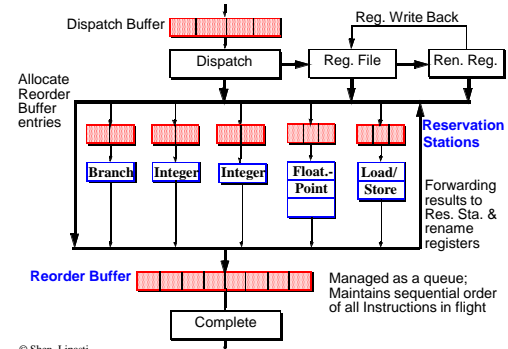 Reg. Write Back
Dispatch Buffer
Dispatch
Reg. File
Ren. Reg.
Allocate
Reorder
Buffer
entries
Reservation
Stations
Branch
Integer
Integer
Float.-
Point
Load/
Store
Forwarding
results to
Res. Sta. &
rename
registers
Reorder Buffer
Managed as a queue;
Maintains sequential order
of all Instructions in flight
Complete
© Shen, Lipasti